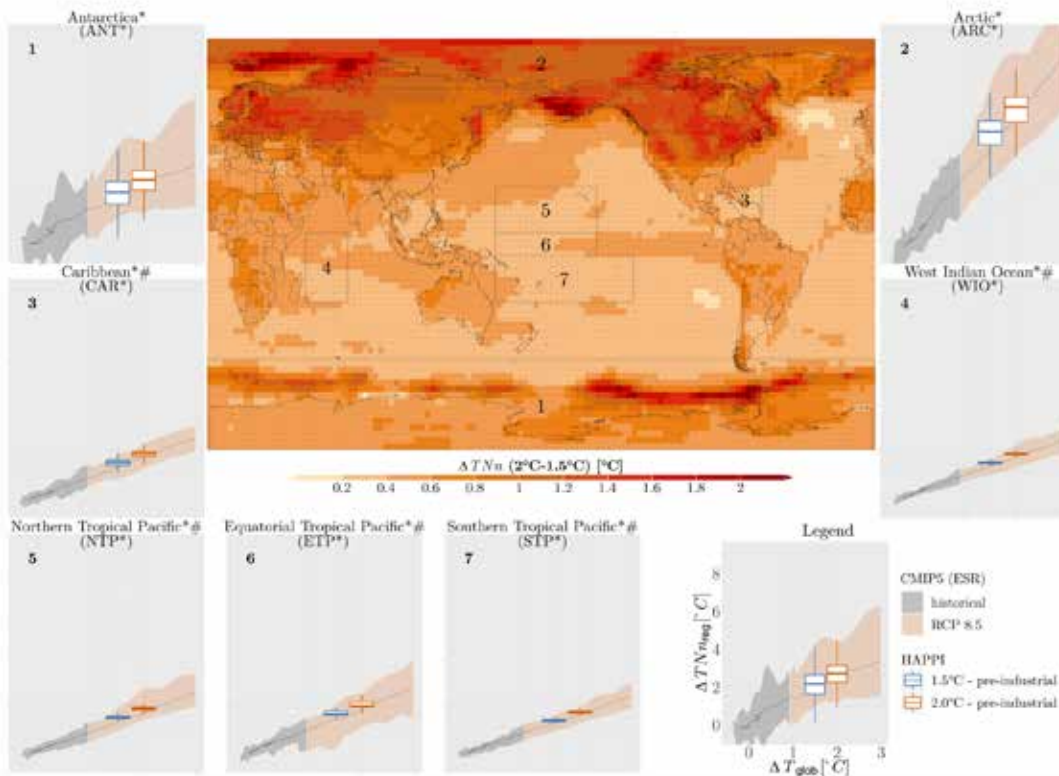 Antarctica*
(ANT*)
1
Arctic*
(ARC*)
2
2
3
5
6
4
7
1
Caribbean*#
(CAR*)
3
West Indian Ocean*#
(WIO*)
4
Δ TNn (2°C-1.5°C) [°C]
0.2 0.4 0.6 0.8 1 1.2 1.4 1.6 1.8 2
Northern Tropical Pacific*#
(NTP*)
5
Equatorial Tropical Pacific*#
(ETP*)
6
Southern Tropical Pacific*#
(STP*)
7
Legend
8
6
4
2
0
Δ TNn_reg [°C]
0 1 2 3
Δ T_glob [°C]
CMIP5 (ESR)
historical
RCP 8.5
HAPPI
1.5°C - pre-industrial
2.0°C - pre-industrial